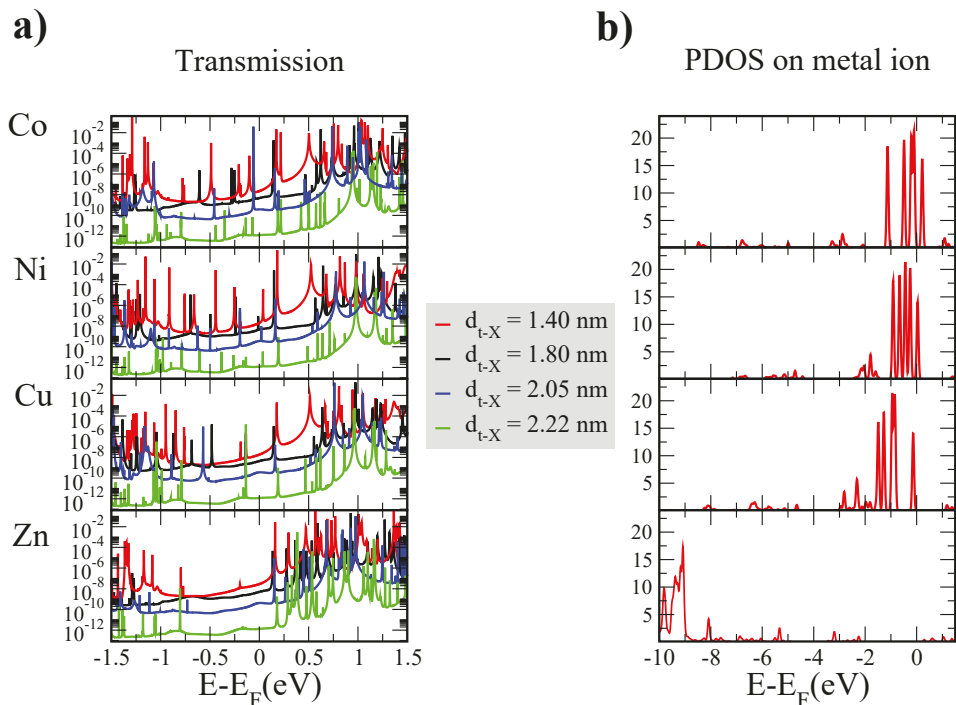 a)
b)
Transmission
PDOS on metal ion
Co
10^-2
10^-4
10^-6
10^-8
10^-10
10^-12
20
15
10
5
Ni
10^-2
10^-4
10^-6
10^-8
10^-10
10^-12
20
15
10
5
d_t-X = 1.40 nm
d_t-X = 1.80 nm
d_t-X = 2.05 nm
d_t-X = 2.22 nm
Cu
10^-2
10^-4
10^-6
10^-8
10^-10
10^-12
20
15
10
5
Zn
10^-2
10^-4
10^-6
10^-8
10^-10
10^-12
20
15
10
5
-1.5 -1 -0.5 0 0.5 1 1.5
-10 -8 -6 -4 -2 0
E-E_F(eV)
E-E_F(eV)